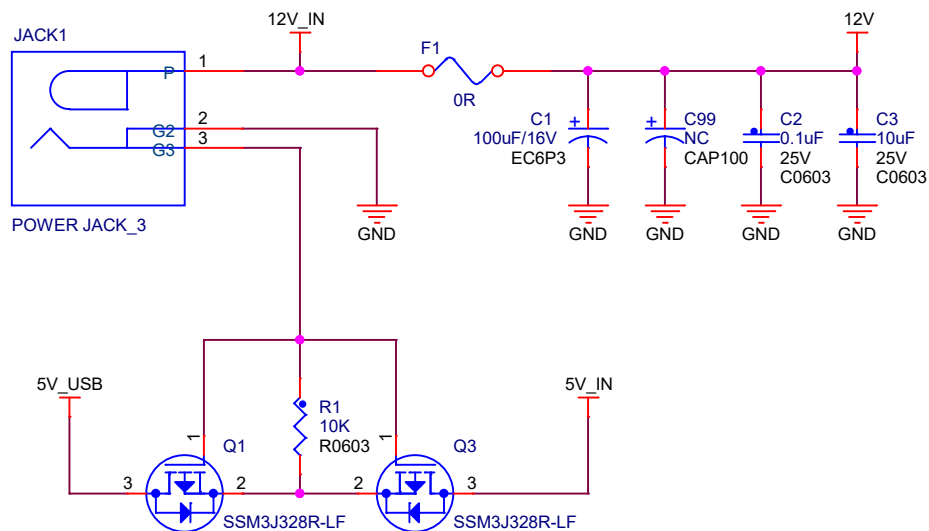 12V_IN
12V
JACK1
F1
1
P
0R
C1
100uF/16V
EC6P3
C99
NC
CAP100
C2
0.1uF
25V
C0603
C3
10uF
25V
C0603
2
G2
3
G3
POWER JACK_3
GND
GND
GND
GND
GND
5V_USB
5V_IN
R1
10K
R0603
1
Q1
1
Q3
3
2
2
3
SSM3J328R-LF
SSM3J328R-LF